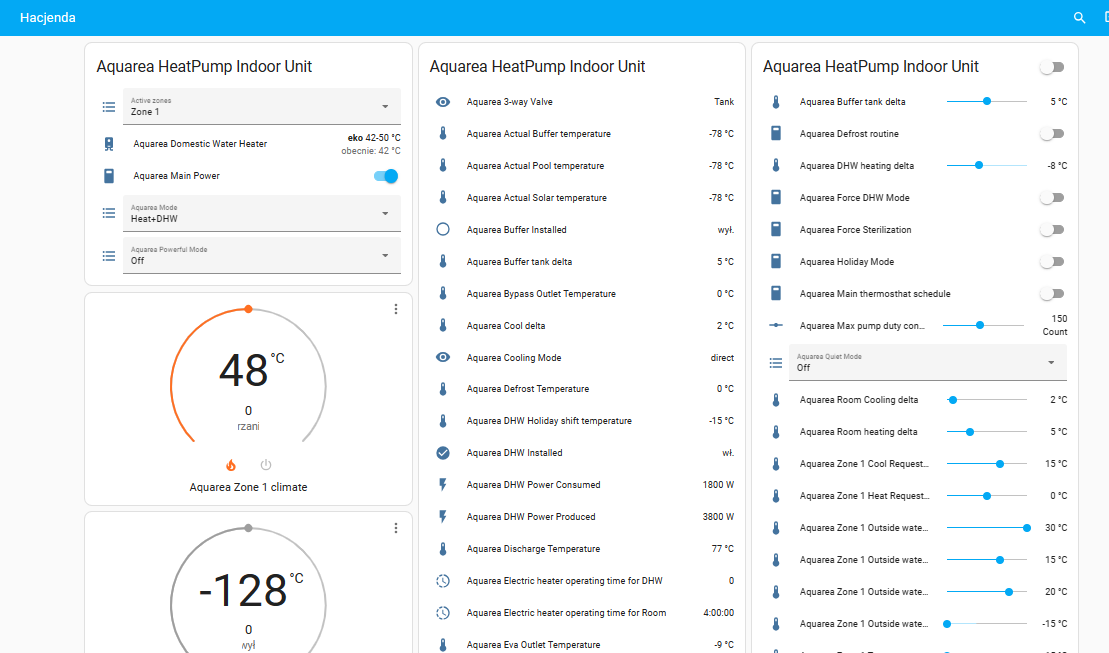 Hacjenda
Aquarea HeatPump Indoor Unit
Active zones
Zone 1
Aquarea Domestic Water Heater
eko 42-50 °C
obecnie: 42 °C
Aquarea Main Power
Aquarea Mode
Heat+DHW
Aquarea Powerful Mode
Off
48 °C
0
rzani
Aquarea Zone 1 climate
-128 °C
0
wył
Aquarea HeatPump Indoor Unit
Aquarea 3-way Valve Tank
Aquarea Actual Buffer temperature -78 °C
Aquarea Actual Pool temperature -78 °C
Aquarea Actual Solar temperature -78 °C
Aquarea Buffer Installed wył.
Aquarea Buffer tank delta 5 °C
Aquarea Bypass Outlet Temperature 0 °C
Aquarea Cool delta 2 °C
Aquarea Cooling Mode direct
Aquarea Defrost Temperature 0 °C
Aquarea DHW Holiday shift temperature -15 °C
Aquarea DHW Installed wł.
Aquarea DHW Power Consumed 1800 W
Aquarea DHW Power Produced 3800 W
Aquarea Discharge Temperature 77 °C
Aquarea Electric heater operating time for DHW 0
Aquarea Electric heater operating time for Room 4:00:00
Aquarea Eva Outlet Temperature -9 °C
Aquarea HeatPump Indoor Unit
Aquarea Buffer tank delta 5 °C
Aquarea Defrost routine
Aquarea DHW heating delta -8 °C
Aquarea Force DHW Mode
Aquarea Force Sterilization
Aquarea Holiday Mode
Aquarea Main thermosthat schedule
Aquarea Max pump duty con... 150
Count
Aquarea Quiet Mode
Off
Aquarea Room Cooling delta 2 °C
Aquarea Room heating delta 5 °C
Aquarea Zone 1 Cool Request... 15 °C
Aquarea Zone 1 Heat Request... 0 °C
Aquarea Zone 1 Outside wate... 30 °C
Aquarea Zone 1 Outside wate... 15 °C
Aquarea Zone 1 Outside wate... 20 °C
Aquarea Zone 1 Outside wate... -15 °C